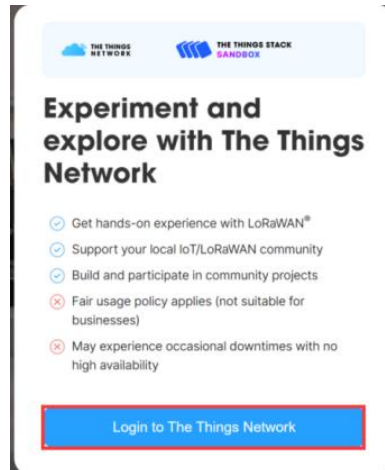 THE THINGS
NETWORK
THE THINGS STACK
SANDBOX
Experiment and
explore with The Things
Network
Get hands-on experience with LoRaWAN®
Support your local IoT/LoRaWAN community
Build and participate in community projects
Fair usage policy applies (not suitable for
businesses)
May experience occasional downtimes with no
high availability
Login to The Things Network